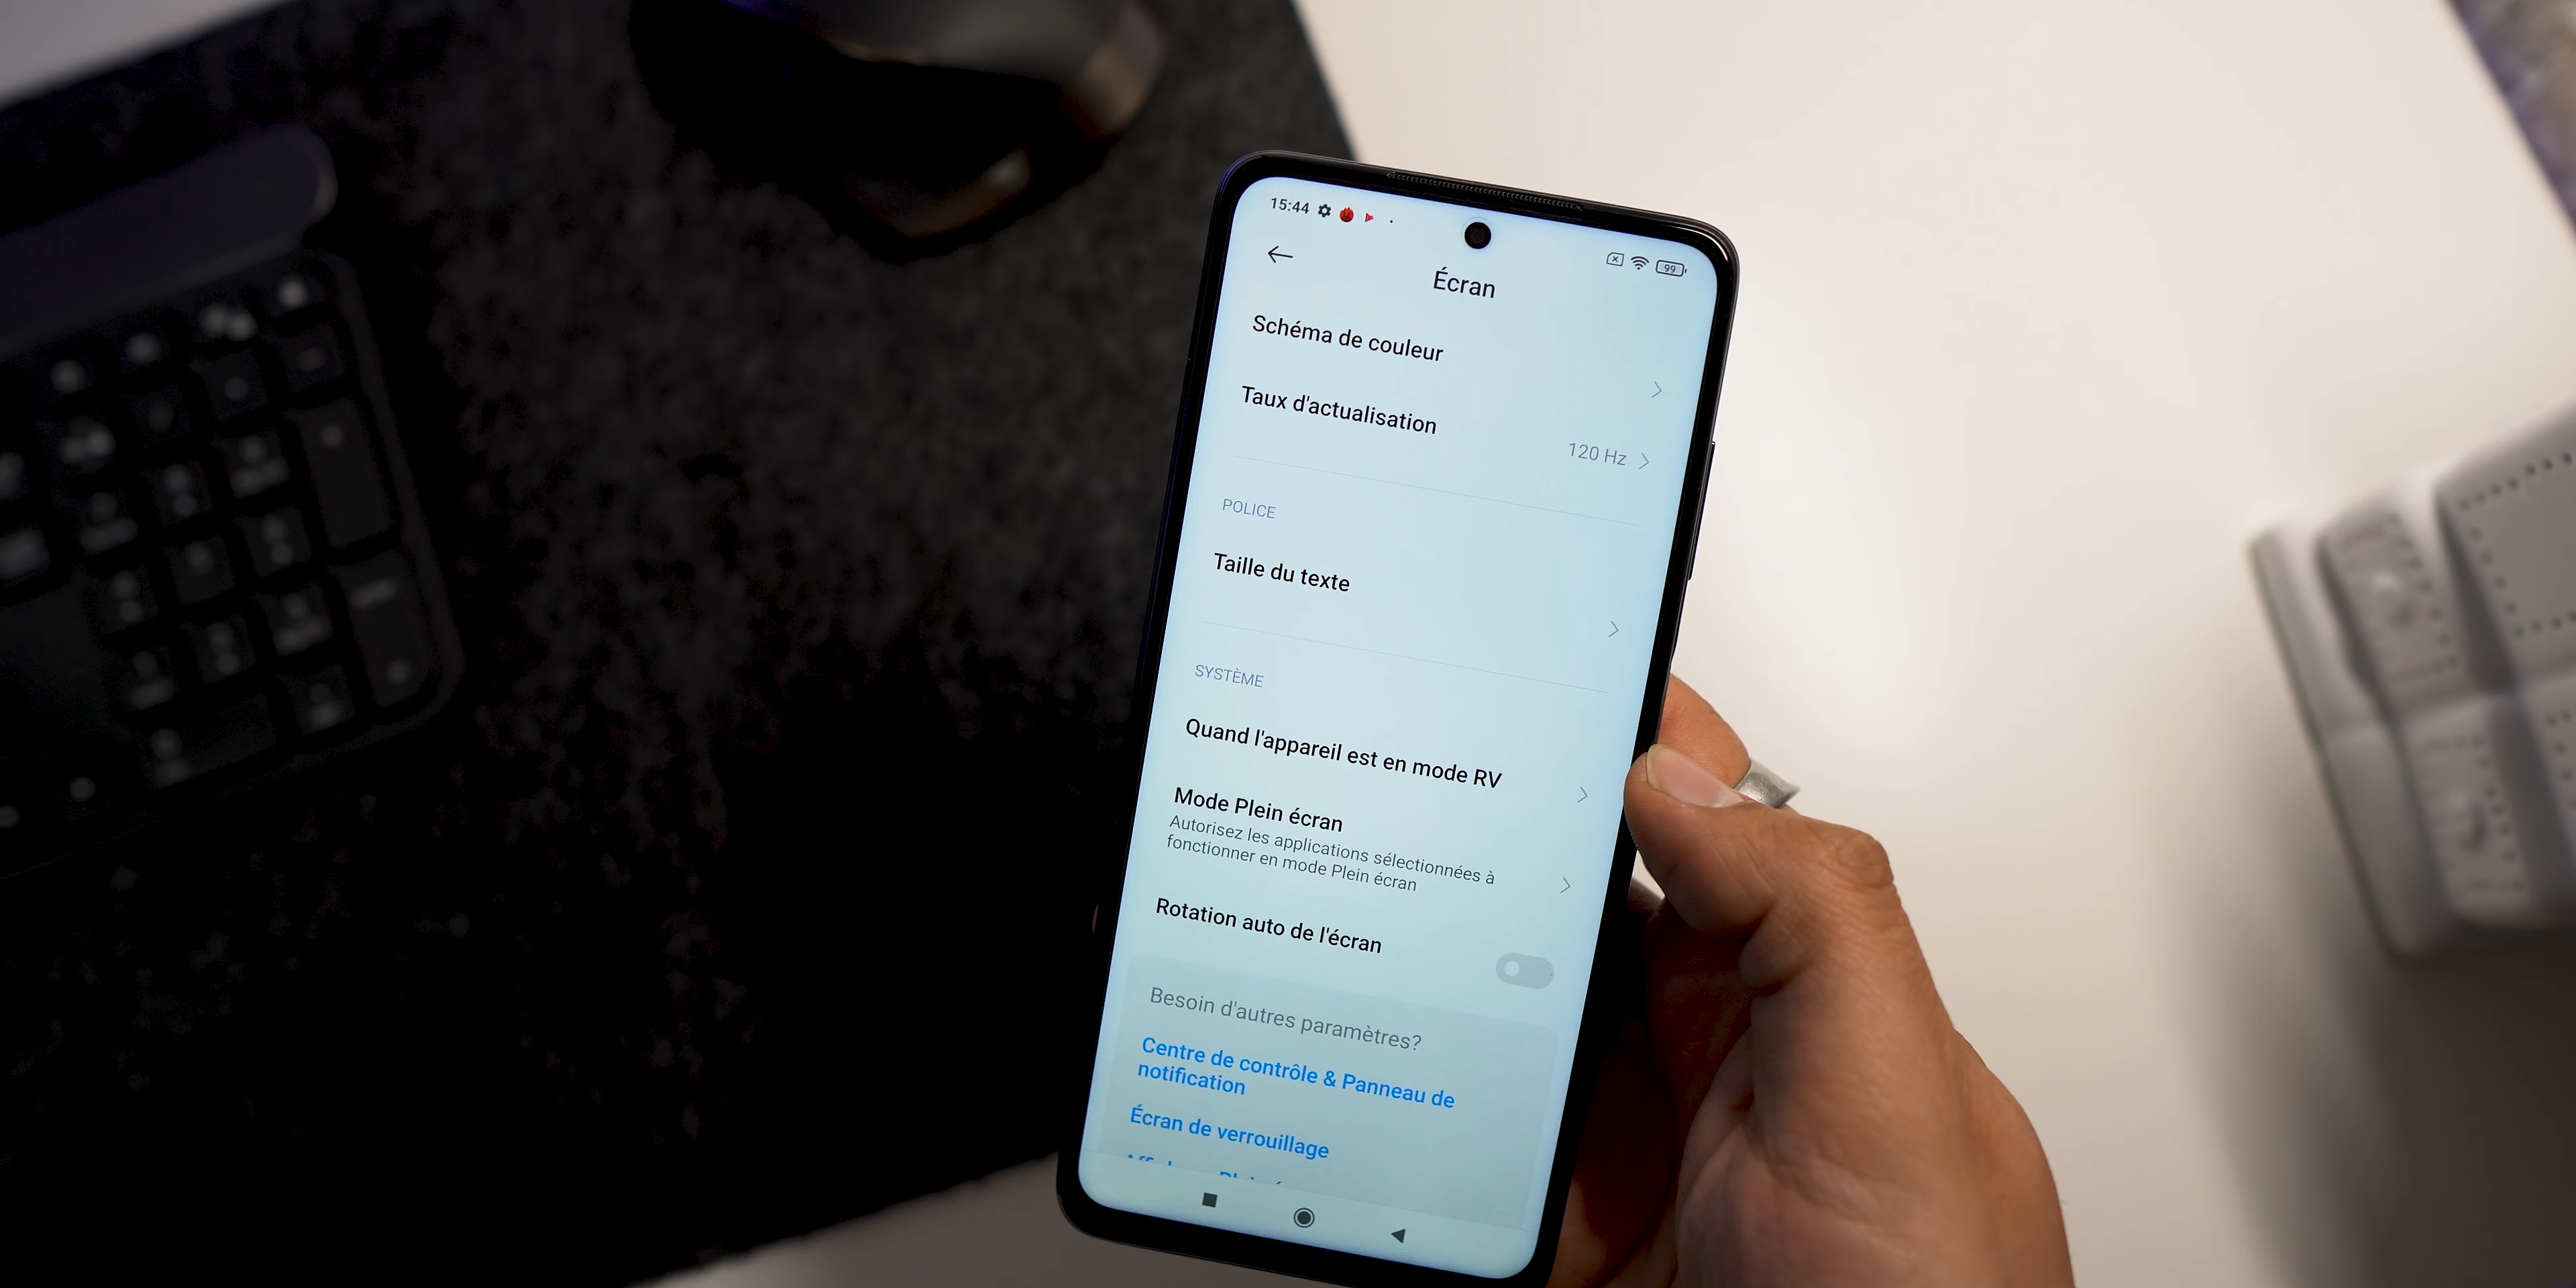 15:44
99
Écran
Schéma de couleur
Taux d'actualisation
120 Hz
POLICE
Taille du texte
SYSTÈME
Quand l'appareil est en mode RV
Mode Plein écran
Autorisez les applications sélectionnées à
fonctionner en mode Plein écran
Rotation auto de l'écran
Besoin d'autres paramètres?
Centre de contrôle & Panneau de
notification
Écran de verrouillage